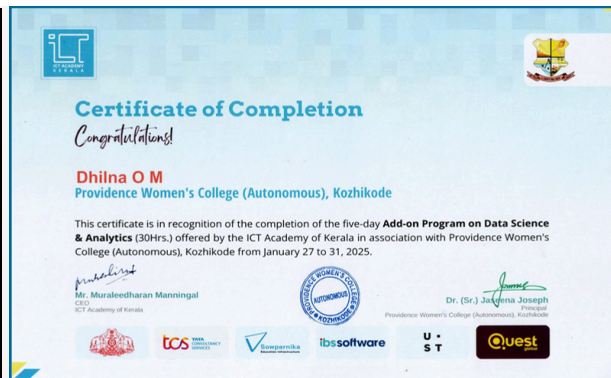 ICT ACADEMY
KERALA
Certificate of Completion
Congratulations!
Dhilna O M
Providence Women's College (Autonomous), Kozhikode
This certificate is in recognition of the completion of the five-day Add-on Program on Data Science
& Analytics (30Hrs.) offered by the ICT Academy of Kerala in association with Providence Women's
College (Autonomous), Kozhikode from January 27 to 31, 2025.
Mr. Muraleedharan Manningal
CEO
ICT Academy of Kerala
PROVIDENCE WOMEN'S COLLEGE
AUTONOMOUS
KOZHIKODE
Dr. (Sr.) Jaseena Joseph
Principal
Providence Women's College (Autonomous), Kozhikode
tcs TATA
CONSULTANCY
SERVICES
Sowparnika
ibssoftware
U •
S T
Quest